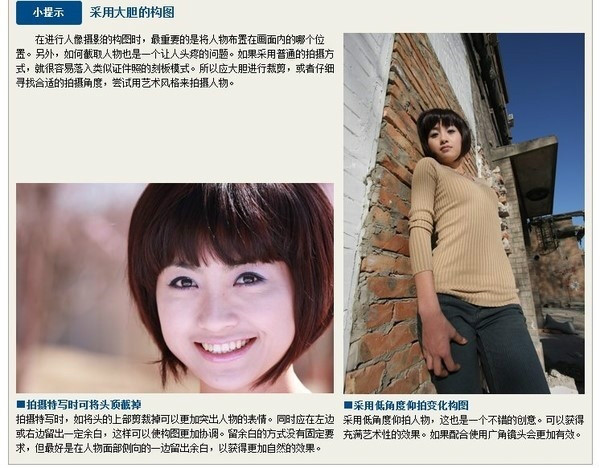 小提示 采用大胆的构图
在进行人像摄影的构图时，最重要的是将人物布置在画面内的哪个位
置。另外，如何截取人物也是一个让人头疼的问题。如果采用普通的拍摄方
式，就很容易落入类似证件照的刻板模式。所以应大胆进行裁剪，或者仔细
寻找合适的拍摄角度，尝试用艺术风格来拍摄人物。
■拍摄特写时可将头顶截掉
拍摄特写时，如将头的上部剪裁掉可以更加突出人物的表情。同时应在左边
或右边留出一定余白，这样可以使构图更加协调。留余白的方式没有固定要
求，但最好是在人物面部侧向的一边留出余白，以获得更加自然的效果。
■采用低角度仰拍变化构图
采用低角度仰拍人物，这也是一个不错的创意。可以获得
充满艺术性的效果。如果配合使用广角镜头会更加有效。